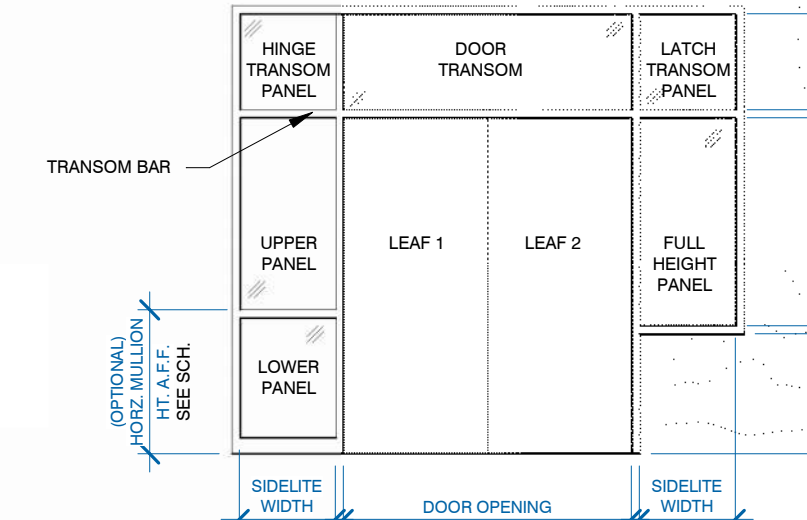 HINGE
TRANSOM
PANEL
DOOR
TRANSOM
LATCH
TRANSOM
PANEL
TRANSOM BAR
UPPER
PANEL
LEAF 1
LEAF 2
FULL
HEIGHT
PANEL
(OPTIONAL)
HORZ. MULLION
HT. A.F.F.
SEE SCH.
LOWER
PANEL
SIDELITE
WIDTH
DOOR OPENING
SIDELITE
WIDTH